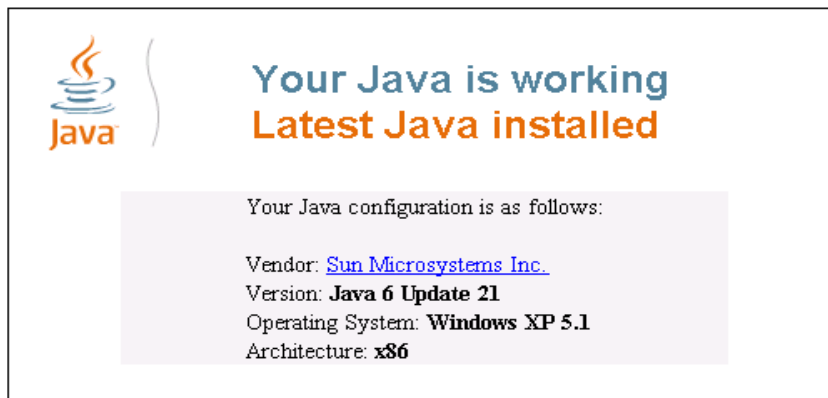 Java
Your Java is working
Latest Java installed
Your Java configuration is as follows:
Vendor: Sun Microsystems Inc.
Version: Java 6 Update 21
Operating System: Windows XP 5.1
Architecture: x86